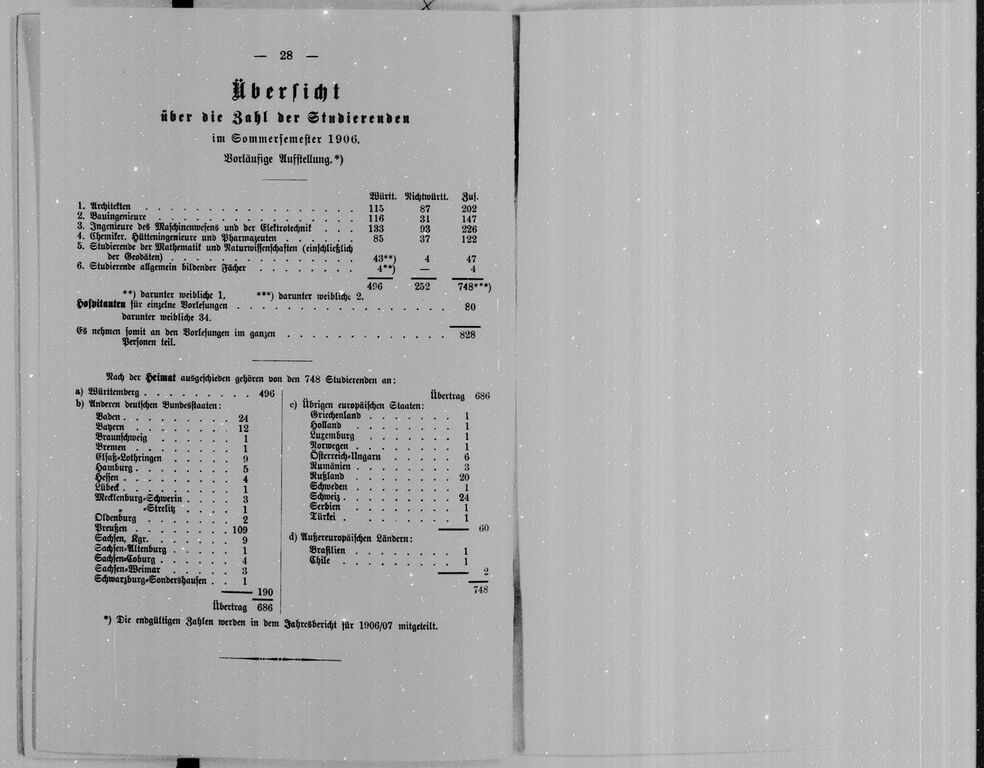 — 28 —
Übersicht
über die Zahl der Studierenden
im Sommersemester 1906.
Vorläufige Aufstellung.*)
Württ. Nichtwürtt. Zus.
1. Architekten . . . . . . . . . . . . . . . . 115 87 202
2. Bauingenieure . . . . . . . . . . . . . . . 116 31 147
3. Ingenieure des Maschinenwesens und der Elektrotechnik . . . 133 93 226
4. Chemiker, Hütteningenieure und Pharmazeuten . . . . . . 85 37 122
5. Studierende der Mathematik und Naturwissenschaften (einschließlich
der Geodäten) . . . . . . . . . . . . . . 43**) 4 47
6. Studierende allgemein bildender Fächer . . . . . . . . 4**) — 4
496 252 748***)
**) darunter weibliche 1, ***) darunter weibliche 2.
Hospitanten für einzelne Vorlesungen . . . . . . . . . . . . . . . . 80
darunter weibliche 34.
Es nehmen somit an den Vorlesungen im ganzen . . . . . . . . . . . . 828
Personen teil.
Nach der Heimat ausgeschieden gehören von den 748 Studierenden an:
a) Württemberg . . . . . . . . . 496
b) Anderen deutschen Bundesstaaten:
Baden . . . . . . . . . 24
Bayern . . . . . . . . . 12
Braunschweig . . . . . . 1
Bremen . . . . . . . . 1
Elsaß-Lothringen . . . . . 9
Hamburg . . . . . . . . 5
Hessen . . . . . . . . . 4
Lübeck . . . . . . . . . 1
Mecklenburg-Schwerin . . . . 3
„ -Strelitz . . . . 1
Oldenburg . . . . . . . 2
Preußen . . . . . . . . 109
Sachsen, Kgr. . . . . . . 9
Sachsen-Altenburg . . . . . 1
Sachsen-Coburg . . . . . . 4
Sachsen-Weimar . . . . . 3
Schwarzburg-Sondershausen . . 1
190
Übertrag 686
Übertrag 686
c) Übrigen europäischen Staaten:
Griechenland . . . . . . . 1
Holland . . . . . . . . 1
Luxemburg . . . . . . . 1
Norwegen . . . . . . . . 1
Österreich-Ungarn . . . . . 6
Rumänien . . . . . . . . 3
Rußland . . . . . . . . 20
Schweden . . . . . . . . 1
Schweiz . . . . . . . . . 24
Serbien . . . . . . . . 1
Türkei . . . . . . . . . 1
60
d) Außereuropäischen Ländern:
Brasilien . . . . . . . . 1
Chile . . . . . . . . . 1
2
748
*) Die endgültigen Zahlen werden in dem Jahresbericht für 1906/07 mitgeteilt.